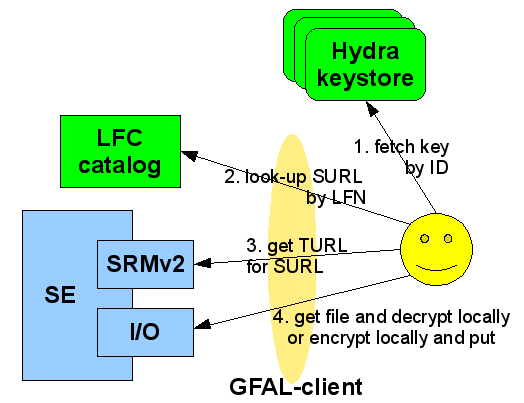 Hydra
keystore
LFC
catalog
1. fetch key
by ID
2. look-up SURL
by LFN
3. get TURL
for SURL
SRMv2
SE
I/O
4. get file and decrypt locally
or encrypt locally and put
GFAL-client